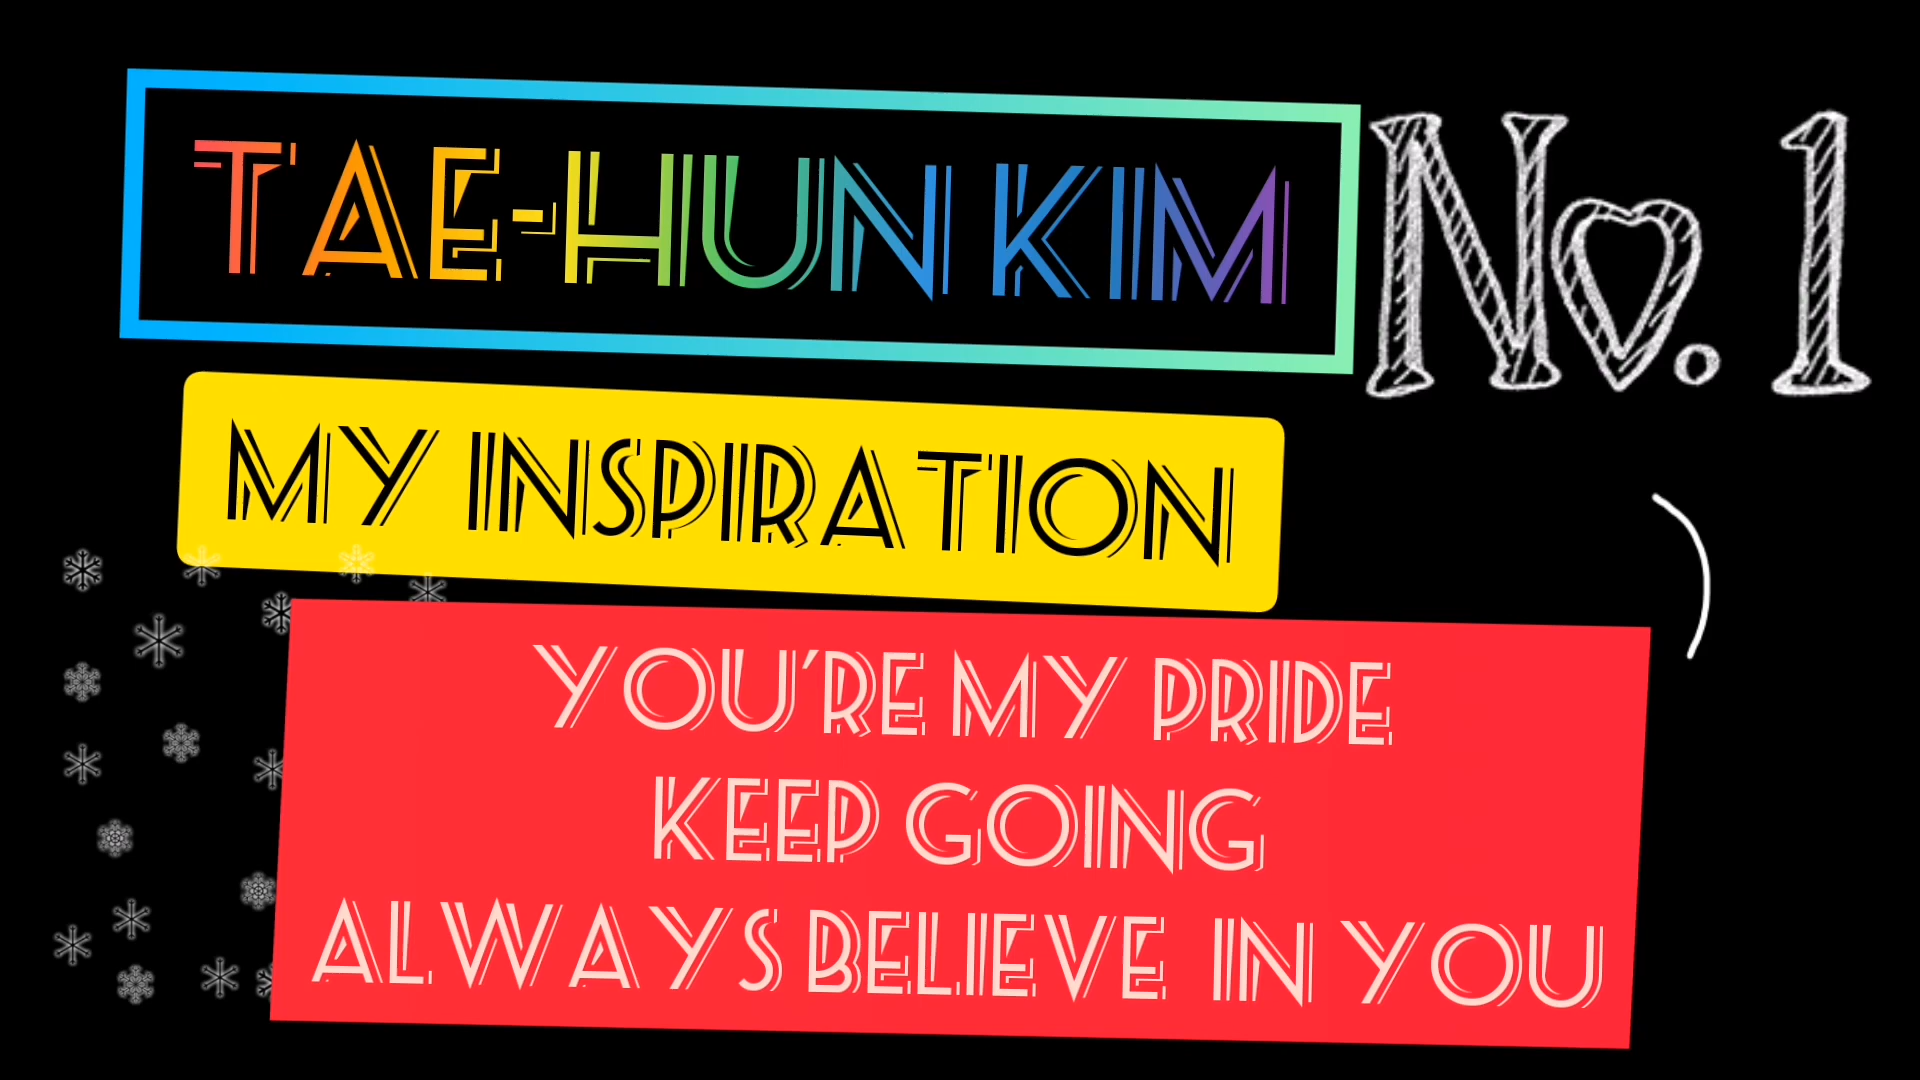 TAE-HUN KIM
No. 1
MY INSPIRATION
YOU'RE MY PRIDE
KEEP GOING
ALWAYS BELIEVE IN YOU